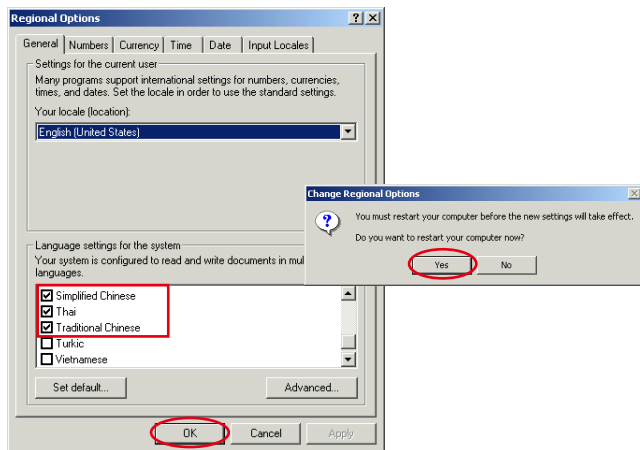 Regional Options
General Numbers Currency Time Date Input Locales
Settings for the current user
Many programs support international settings for numbers, currencies,
times, and dates. Set the locale in order to use the standard settings.
Your locale (location):
English (United States)
Language settings for the system
Your system is configured to read and write documents in mul
languages.
Simplified Chinese
Thai
Traditional Chinese
Turkic
Vietnamese
Set default... Advanced...
OK Cancel Apply
Change Regional Options
You must restart your computer before the new settings will take effect.
Do you want to restart your computer now?
Yes No